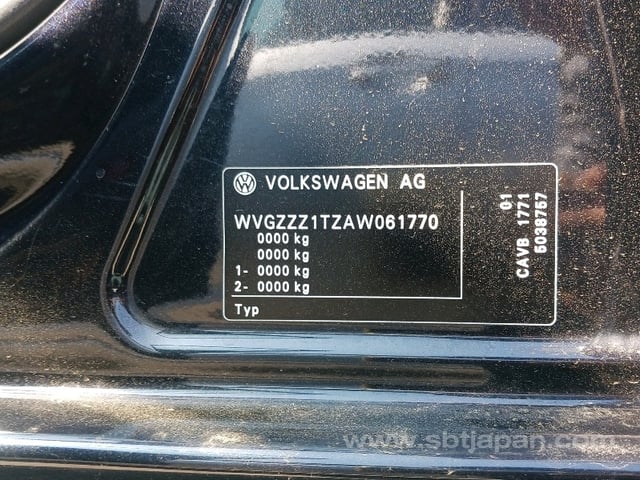 VOLKSWAGEN AG
WVGZZZ1TZAW061770
0000 kg
0000 kg
1- 0000 kg
2- 0000 kg
Typ
01
CAVB 1771
5038757
www.sbtjapan.com